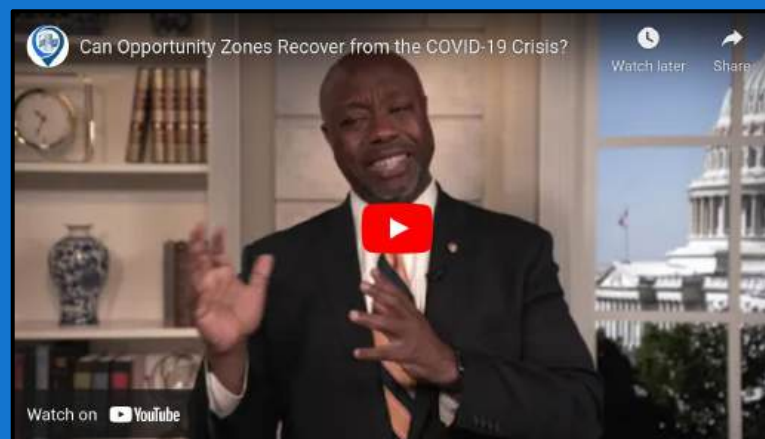 Can Opportunity Zones Recover from the COVID-19 Crisis?
Watch later
Share
Watch on YouTube